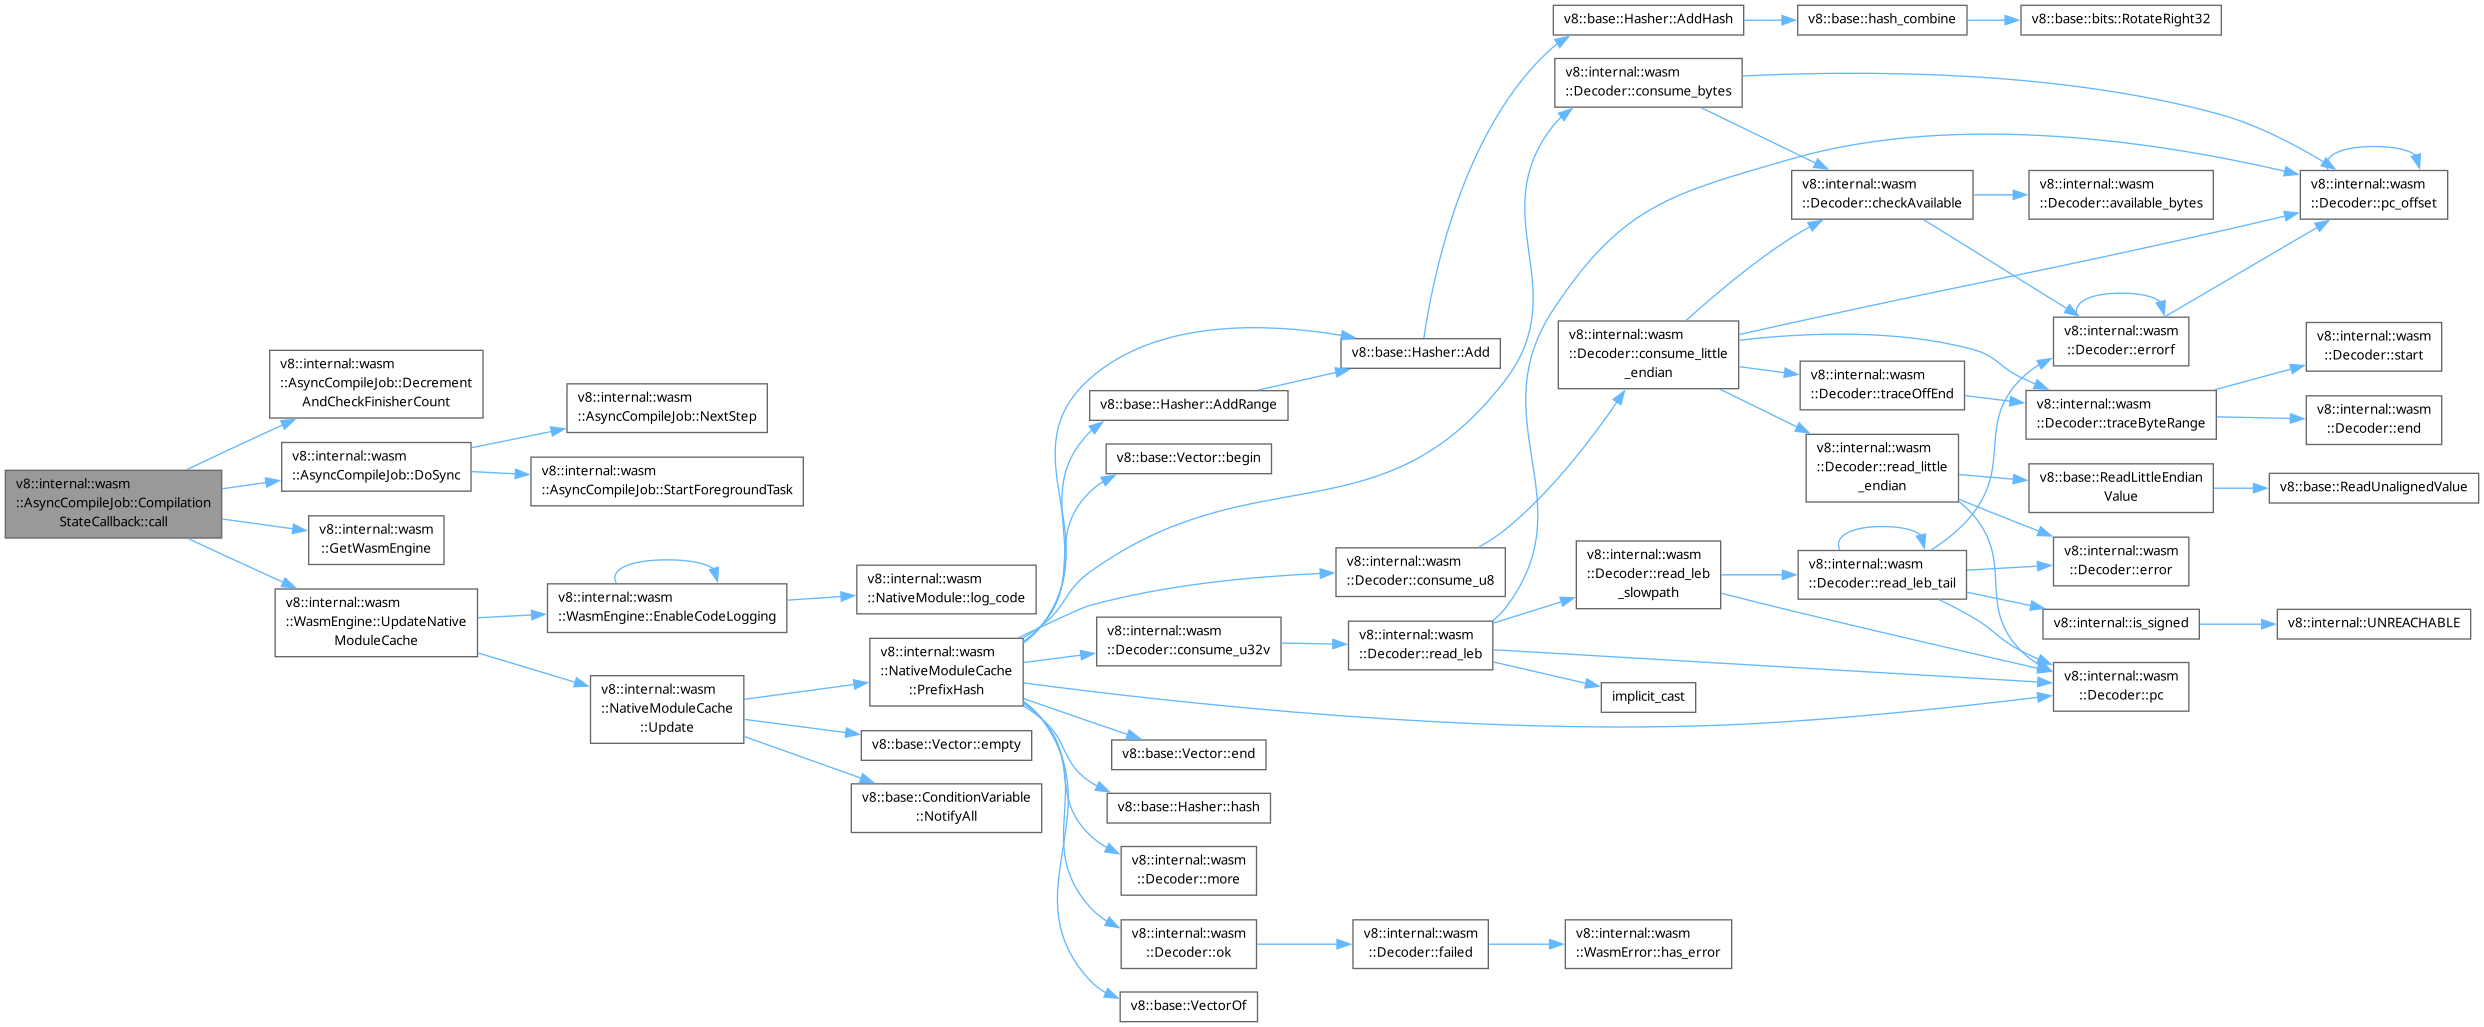 v8::internal::wasm
::AsyncCompileJob::Compilation
StateCallback::call
v8::internal::wasm
::AsyncCompileJob::Decrement
AndCheckFinisherCount
v8::internal::wasm
::AsyncCompileJob::DoSync
v8::internal::wasm
::GetWasmEngine
v8::internal::wasm
::WasmEngine::UpdateNative
ModuleCache
v8::internal::wasm
::AsyncCompileJob::NextStep
v8::internal::wasm
::AsyncCompileJob::StartForegroundTask
v8::internal::wasm
::WasmEngine::EnableCodeLogging
v8::internal::wasm
::NativeModuleCache
::Update
v8::internal::wasm
::NativeModule::log_code
v8::internal::wasm
::NativeModuleCache
::PrefixHash
v8::base::Vector::empty
v8::base::ConditionVariable
::NotifyAll
v8::base::Hasher::AddRange
v8::base::Vector::begin
v8::internal::wasm
::Decoder::consume_u32v
v8::base::Vector::end
v8::base::Hasher::hash
v8::internal::wasm
::Decoder::more
v8::internal::wasm
::Decoder::ok
v8::base::VectorOf
v8::base::Hasher::Add
v8::internal::wasm
::Decoder::consume_u8
v8::internal::wasm
::Decoder::read_leb
v8::internal::wasm
::Decoder::failed
v8::base::Hasher::AddHash
v8::internal::wasm
::Decoder::consume_bytes
v8::internal::wasm
::Decoder::consume_little
_endian
v8::internal::wasm
::Decoder::read_leb
_slowpath
implicit_cast
v8::internal::wasm
::WasmError::has_error
v8::base::hash_combine
v8::internal::wasm
::Decoder::checkAvailable
v8::internal::wasm
::Decoder::traceOffEnd
v8::internal::wasm
::Decoder::read_little
_endian
v8::internal::wasm
::Decoder::read_leb_tail
v8::base::bits::RotateRight32
v8::internal::wasm
::Decoder::available_bytes
v8::internal::wasm
::Decoder::errorf
v8::internal::wasm
::Decoder::traceByteRange
v8::base::ReadLittleEndian
Value
v8::internal::wasm
::Decoder::error
v8::internal::is_signed
v8::internal::wasm
::Decoder::pc
v8::internal::wasm
::Decoder::pc_offset
v8::internal::wasm
::Decoder::start
v8::internal::wasm
::Decoder::end
v8::base::ReadUnalignedValue
v8::internal::UNREACHABLE